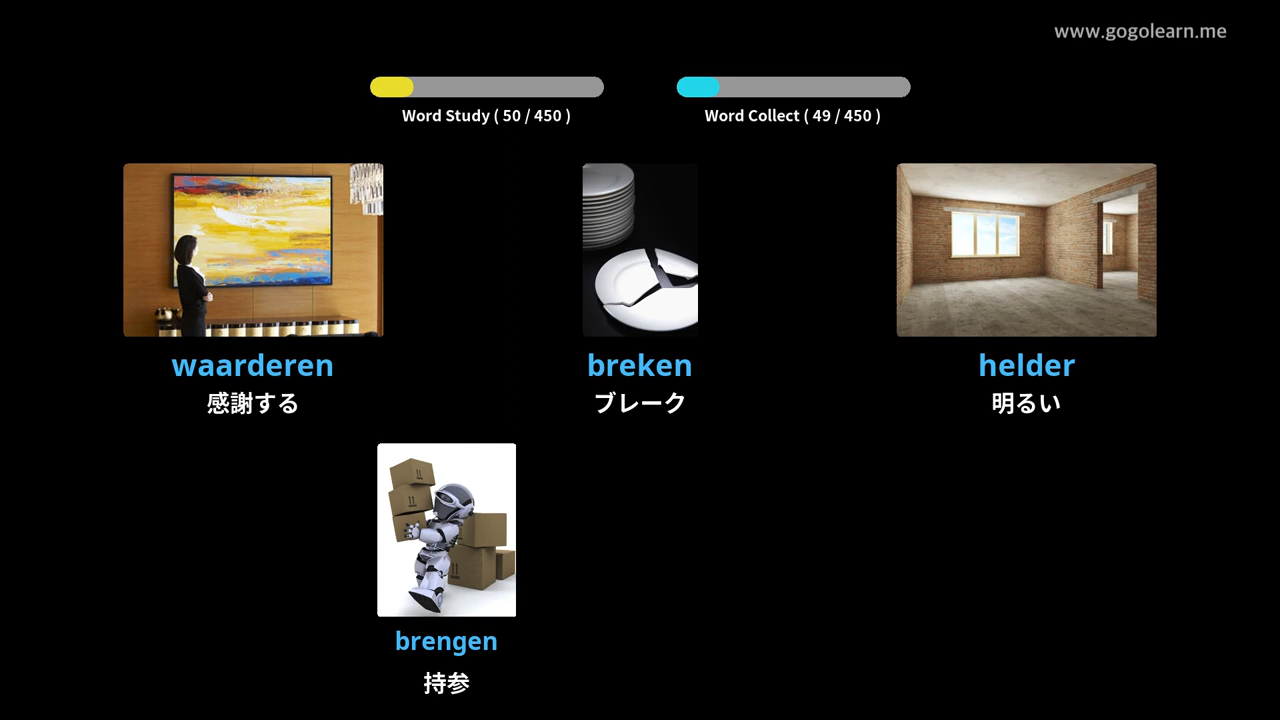 www.gogolearn.me
Word Study ( 50 / 450 )
Word Collect ( 49 / 450 )
waarderen
感謝する
breken
ブレーク
helder
明るい
brengen
持参